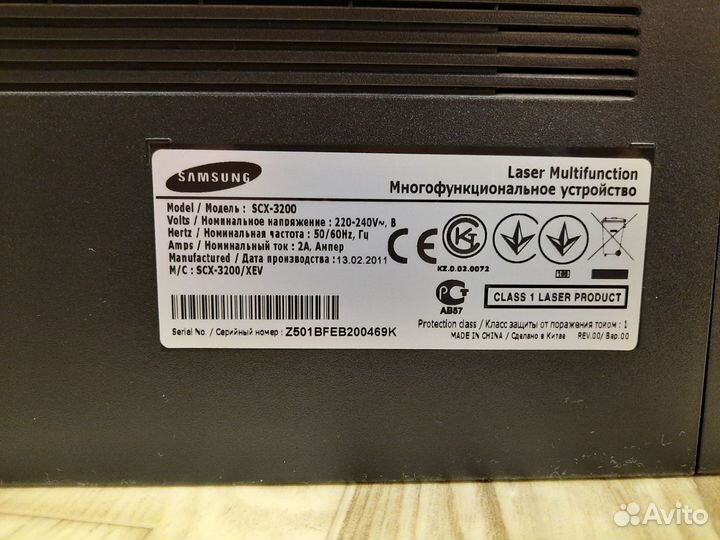 SAMSUNG
Laser Multifunction
Многофункциональное устройство
Model / Модель : SCX-3200
Volts / Номинальное напряжение : 220-240V~, В
Hertz / Номинальная частота : 50/60Hz, Гц
Amps / Номинальный ток : 2A, Ампер
Manufactured / Дата производства : 13.02.2011
M/C : SCX-3200/XEV
CE
KZ.0.02.0072
АВ57
CLASS 1 LASER PRODUCT
Serial No. / Серийный номер : Z501BFEB200469K
Protection class / Класс защиты от поражения током : 1
MADE IN CHINA / Сделано в Китае REV.00/ Вер.00
Avito